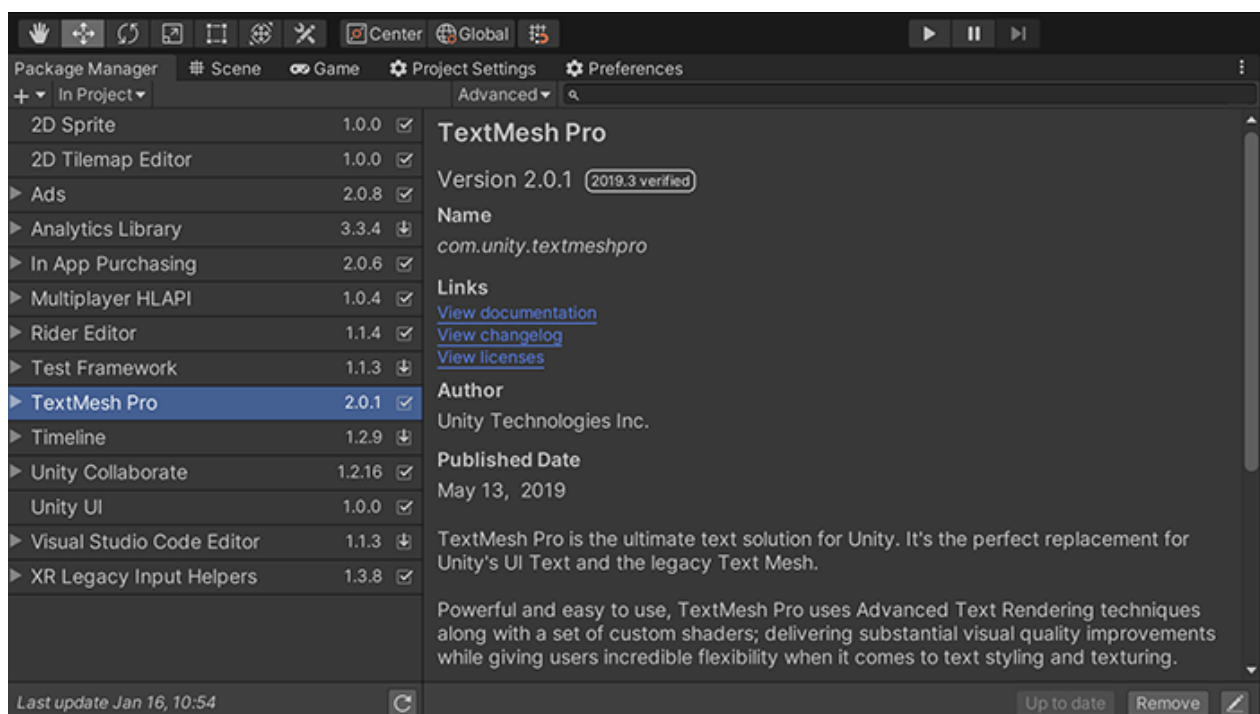 Center Global
Package Manager Scene Game Project Settings Preferences
In Project Advanced
2D Sprite 1.0.0
2D Tilemap Editor 1.0.0
Ads 2.0.8
Analytics Library 3.3.4
In App Purchasing 2.0.6
Multiplayer HLAPI 1.0.4
Rider Editor 1.1.4
Test Framework 1.1.3
TextMesh Pro 2.0.1
Timeline 1.2.9
Unity Collaborate 1.2.16
Unity UI 1.0.0
Visual Studio Code Editor 1.1.3
XR Legacy Input Helpers 1.3.8
Last update Jan 16, 10:54
TextMesh Pro
Version 2.0.1 2019.3 verified
Name
com.unity.textmeshpro
Links
View documentation
View changelog
View licenses
Author
Unity Technologies Inc.
Published Date
May 13, 2019
TextMesh Pro is the ultimate text solution for Unity. It's the perfect replacement for
Unity's UI Text and the legacy Text Mesh.
Powerful and easy to use, TextMesh Pro uses Advanced Text Rendering techniques
along with a set of custom shaders; delivering substantial visual quality improvements
while giving users incredible flexibility when it comes to text styling and texturing.
Up to date Remove